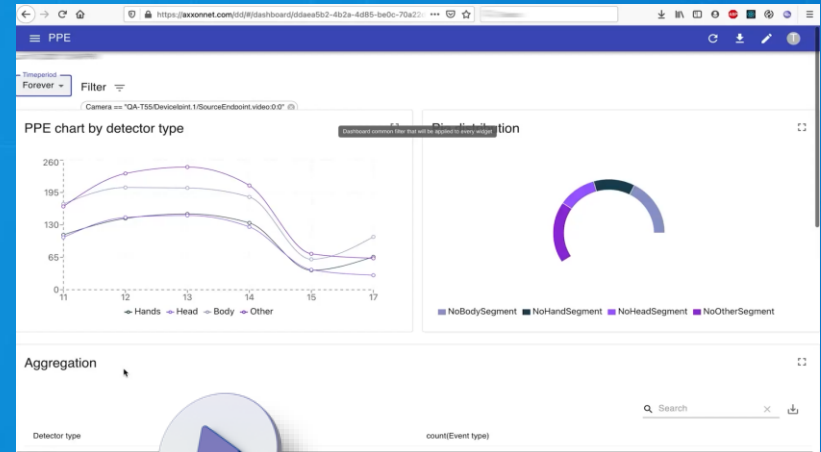 https://axxonnet.com/dd/#/dashboard/ddaea5b2-4b2a-4d85-be0c-70a22
PPE
Timeperiod
Forever
Filter
Camera == "QA-T55/DeviceIpint.1/SourceEndpoint.video:0:0"
PPE chart by detector type
Dashboard common filter that will be applied to every widget
distribution
260
195
130
65
0
11 12 13 14 15 17
Hands Head Body Other
NoBodySegment NoHandSegment NoHeadSegment NoOtherSegment
Aggregation
Search
Detector type count(Event type)